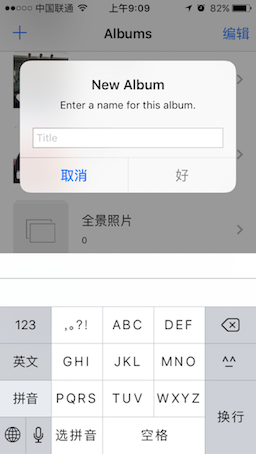 中国联通 上午9:09 82%
Albums 编辑
New Album
Enter a name for this album.
Title
取消 好
全景照片
0
123 ,。?! ABC DEF
英文 GHI JKL MNO ^^
拼音 PQRS TUV WXYZ 换行
选拼音 空格